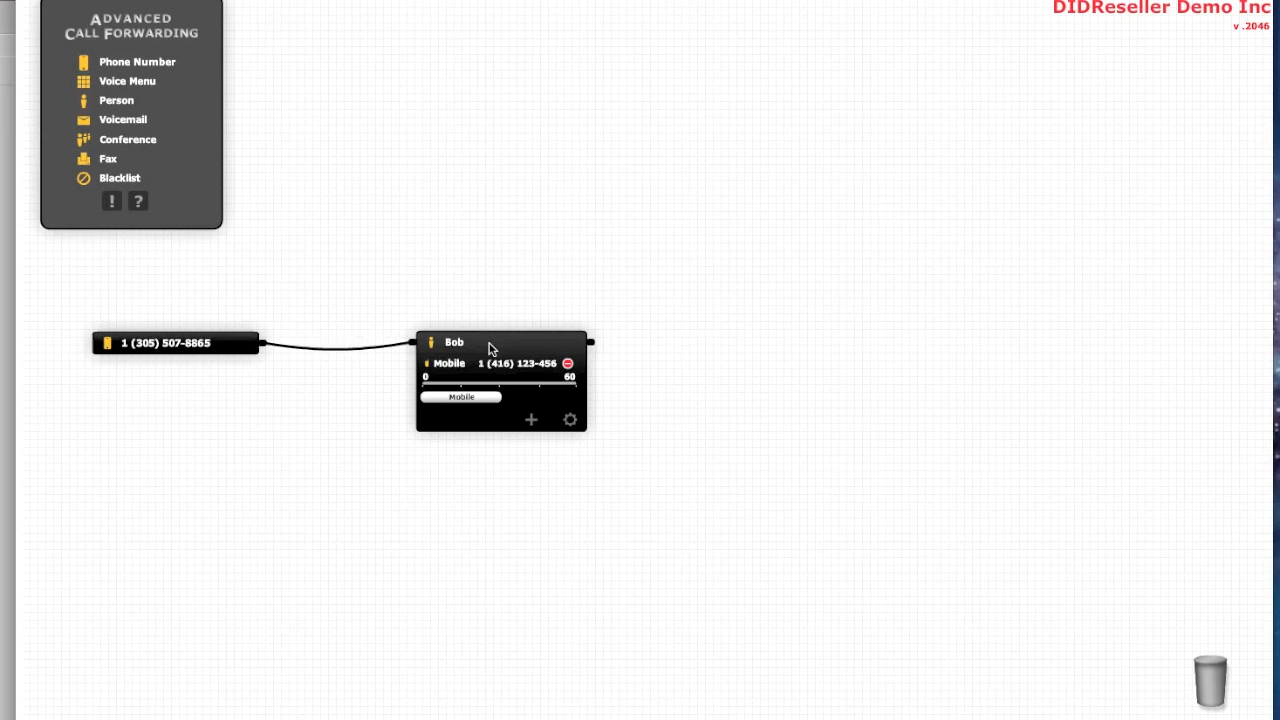 DIDReseller Demo Inc
v .2046
ADVANCED
CALL FORWARDING
Phone Number
Voice Menu
Person
Voicemail
Conference
Fax
Blacklist
! ?
1 (305) 507-8865
Bob
Mobile 1 (416) 123-456
0 60
Mobile